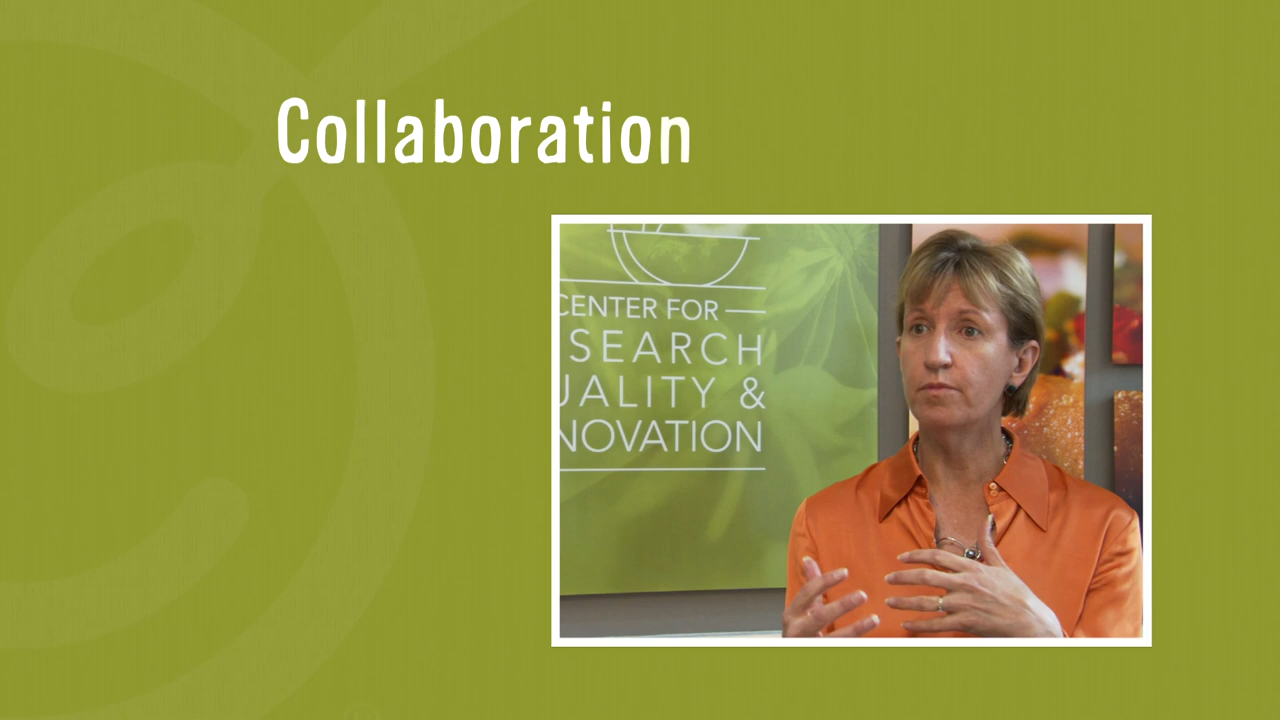 Collaboration
CENTER FOR
SEARCH
UALITY &
NOVATION